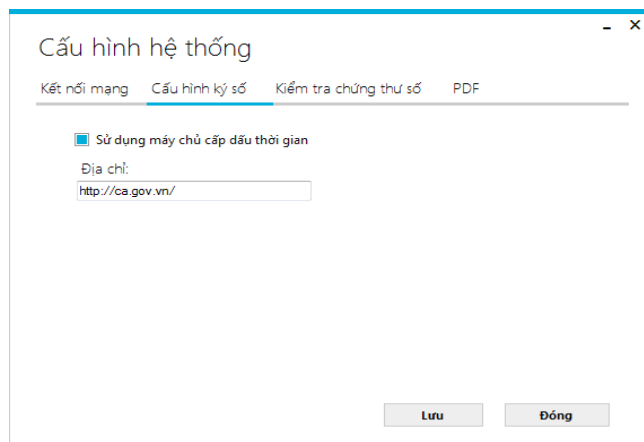 Cấu hình hệ thống
Kết nối mạng Cấu hình ký số Kiểm tra chứng thư số PDF
Sử dụng máy chủ cấp dấu thời gian
Địa chỉ:
http://ca.gov.vn/
Lưu Đóng